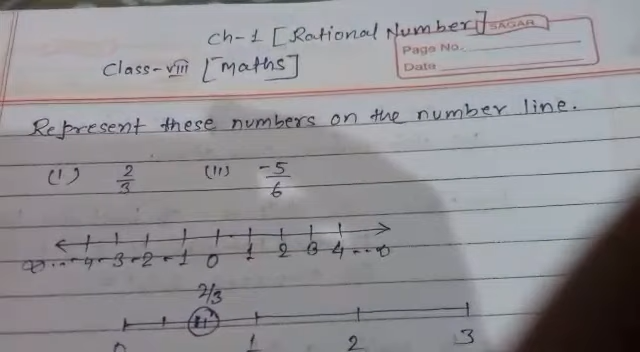 Ch-1 [Rational Number]
SAGAR
Page No.
Date
Class-viii [maths]
Represent these numbers on the number line.
(i) 2/3 (ii) -5/6
∞...-4 -3 -2 -1 0 1 2 3 4...∞
2/3
0 1 2 3